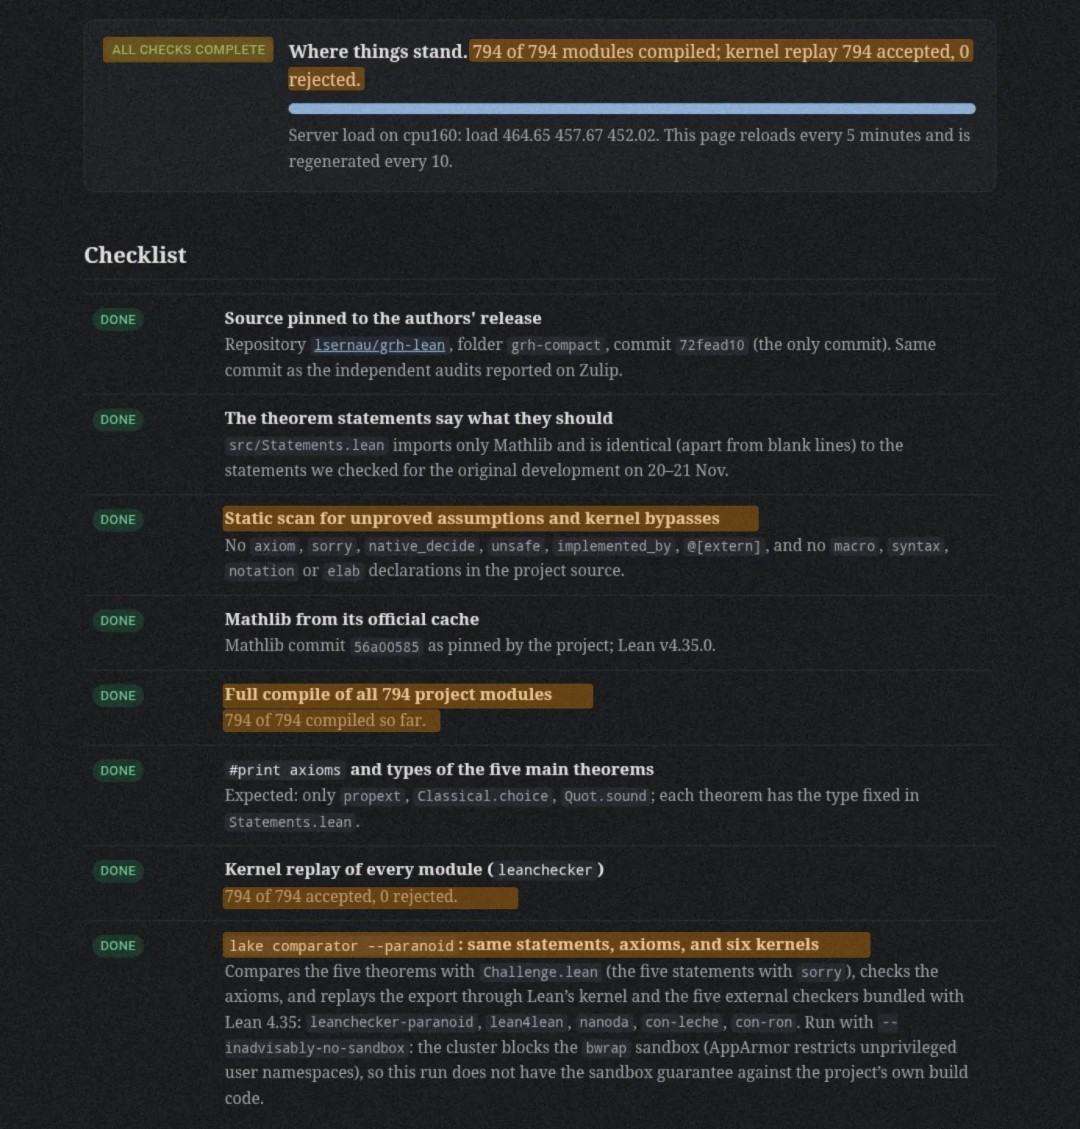 ALL CHECKS COMPLETE
Where things stand. 794 of 794 modules compiled; kernel replay 794 accepted, 0
rejected.
Server load on cpu160: load 464.65 457.67 452.02. This page reloads every 5 minutes and is
regenerated every 10.
Checklist
DONE
Source pinned to the authors' release
Repository lsernau/grh-lean, folder grh-compact, commit 72fead10 (the only commit). Same
commit as the independent audits reported on Zulip.
DONE
The theorem statements say what they should
src/Statements.lean imports only Mathlib and is identical (apart from blank lines) to the
statements we checked for the original development on 20–21 Nov.
DONE
Static scan for unproved assumptions and kernel bypasses
No axiom, sorry, native_decide, unsafe, implemented_by, @[extern], and no macro, syntax,
notation or elab declarations in the project source.
DONE
Mathlib from its official cache
Mathlib commit 56a00585 as pinned by the project; Lean v4.35.0.
DONE
Full compile of all 794 project modules
794 of 794 compiled so far.
DONE
#print axioms and types of the five main theorems
Expected: only propext, Classical.choice, Quot.sound; each theorem has the type fixed in
Statements.lean.
DONE
Kernel replay of every module (leanchecker)
794 of 794 accepted, 0 rejected.
DONE
lake comparator --paranoid: same statements, axioms, and six kernels
Compares the five theorems with Challenge.lean (the five statements with sorry), checks the
axioms, and replays the export through Lean's kernel and the five external checkers bundled with
Lean 4.35: leanchecker-paranoid, lean4lean, nanoda, con-leche, con-ron. Run with --
inadvisably-no-sandbox: the cluster blocks the bwrap sandbox (AppArmor restricts unprivileged
user namespaces), so this run does not have the sandbox guarantee against the project's own build
code.